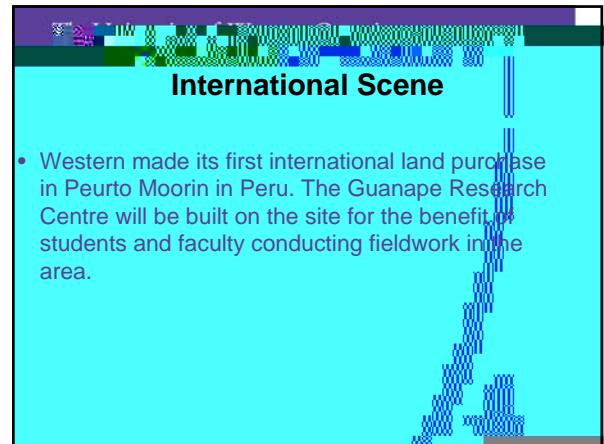 International Scene
• Western made its first international land purchase
in Peurto Moorin in Peru. The Guanape Research
Centre will be built on the site for the benefit of
students and faculty conducting fieldwork in the
area.